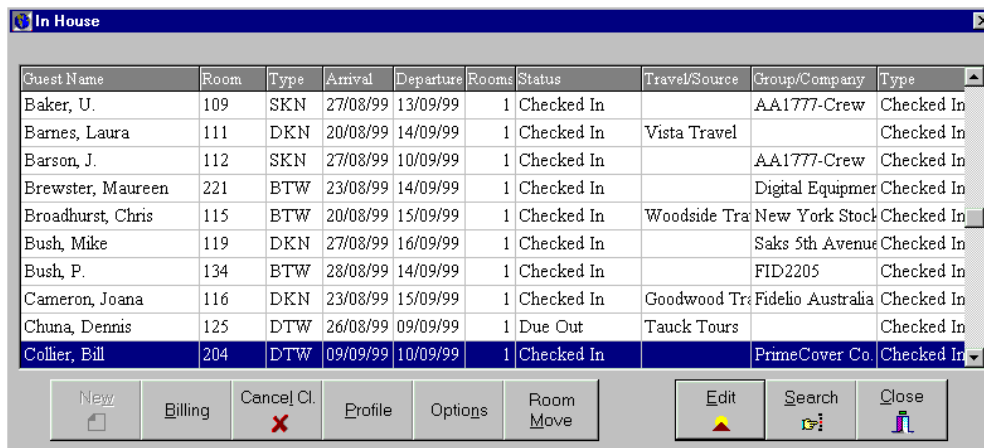 In House
Guest Name Room Type Arrival Departure Rooms Status Travel/Source Group/Company Type
Baker, U. 109 SKN 27/08/99 13/09/99 1 Checked In AA1777-Crew Checked In
Barnes, Laura 111 DKN 20/08/99 14/09/99 1 Checked In Vista Travel Checked In
Barson, J. 112 SKN 27/08/99 10/09/99 1 Checked In AA1777-Crew Checked In
Brewster, Maureen 221 BTW 23/08/99 14/09/99 1 Checked In Digital Equipmer Checked In
Broadhurst, Chris 115 BTW 20/08/99 15/09/99 1 Checked In Woodside Tra New York Stock Checked In
Bush, Mike 119 DKN 27/08/99 16/09/99 1 Checked In Saks 5th Avenue Checked In
Bush, P. 134 BTW 28/08/99 14/09/99 1 Checked In FID2205 Checked In
Cameron, Joana 116 DKN 23/08/99 15/09/99 1 Checked In Goodwood Tra Fidelio Australia Checked In
Chuna, Dennis 125 DTW 26/08/99 09/09/99 1 Due Out Tauck Tours Checked In
Collier, Bill 204 DTW 09/09/99 10/09/99 1 Checked In PrimeCover Co. Checked In
New Billing Cancel CI. Profile Options Room Move Edit Search Close